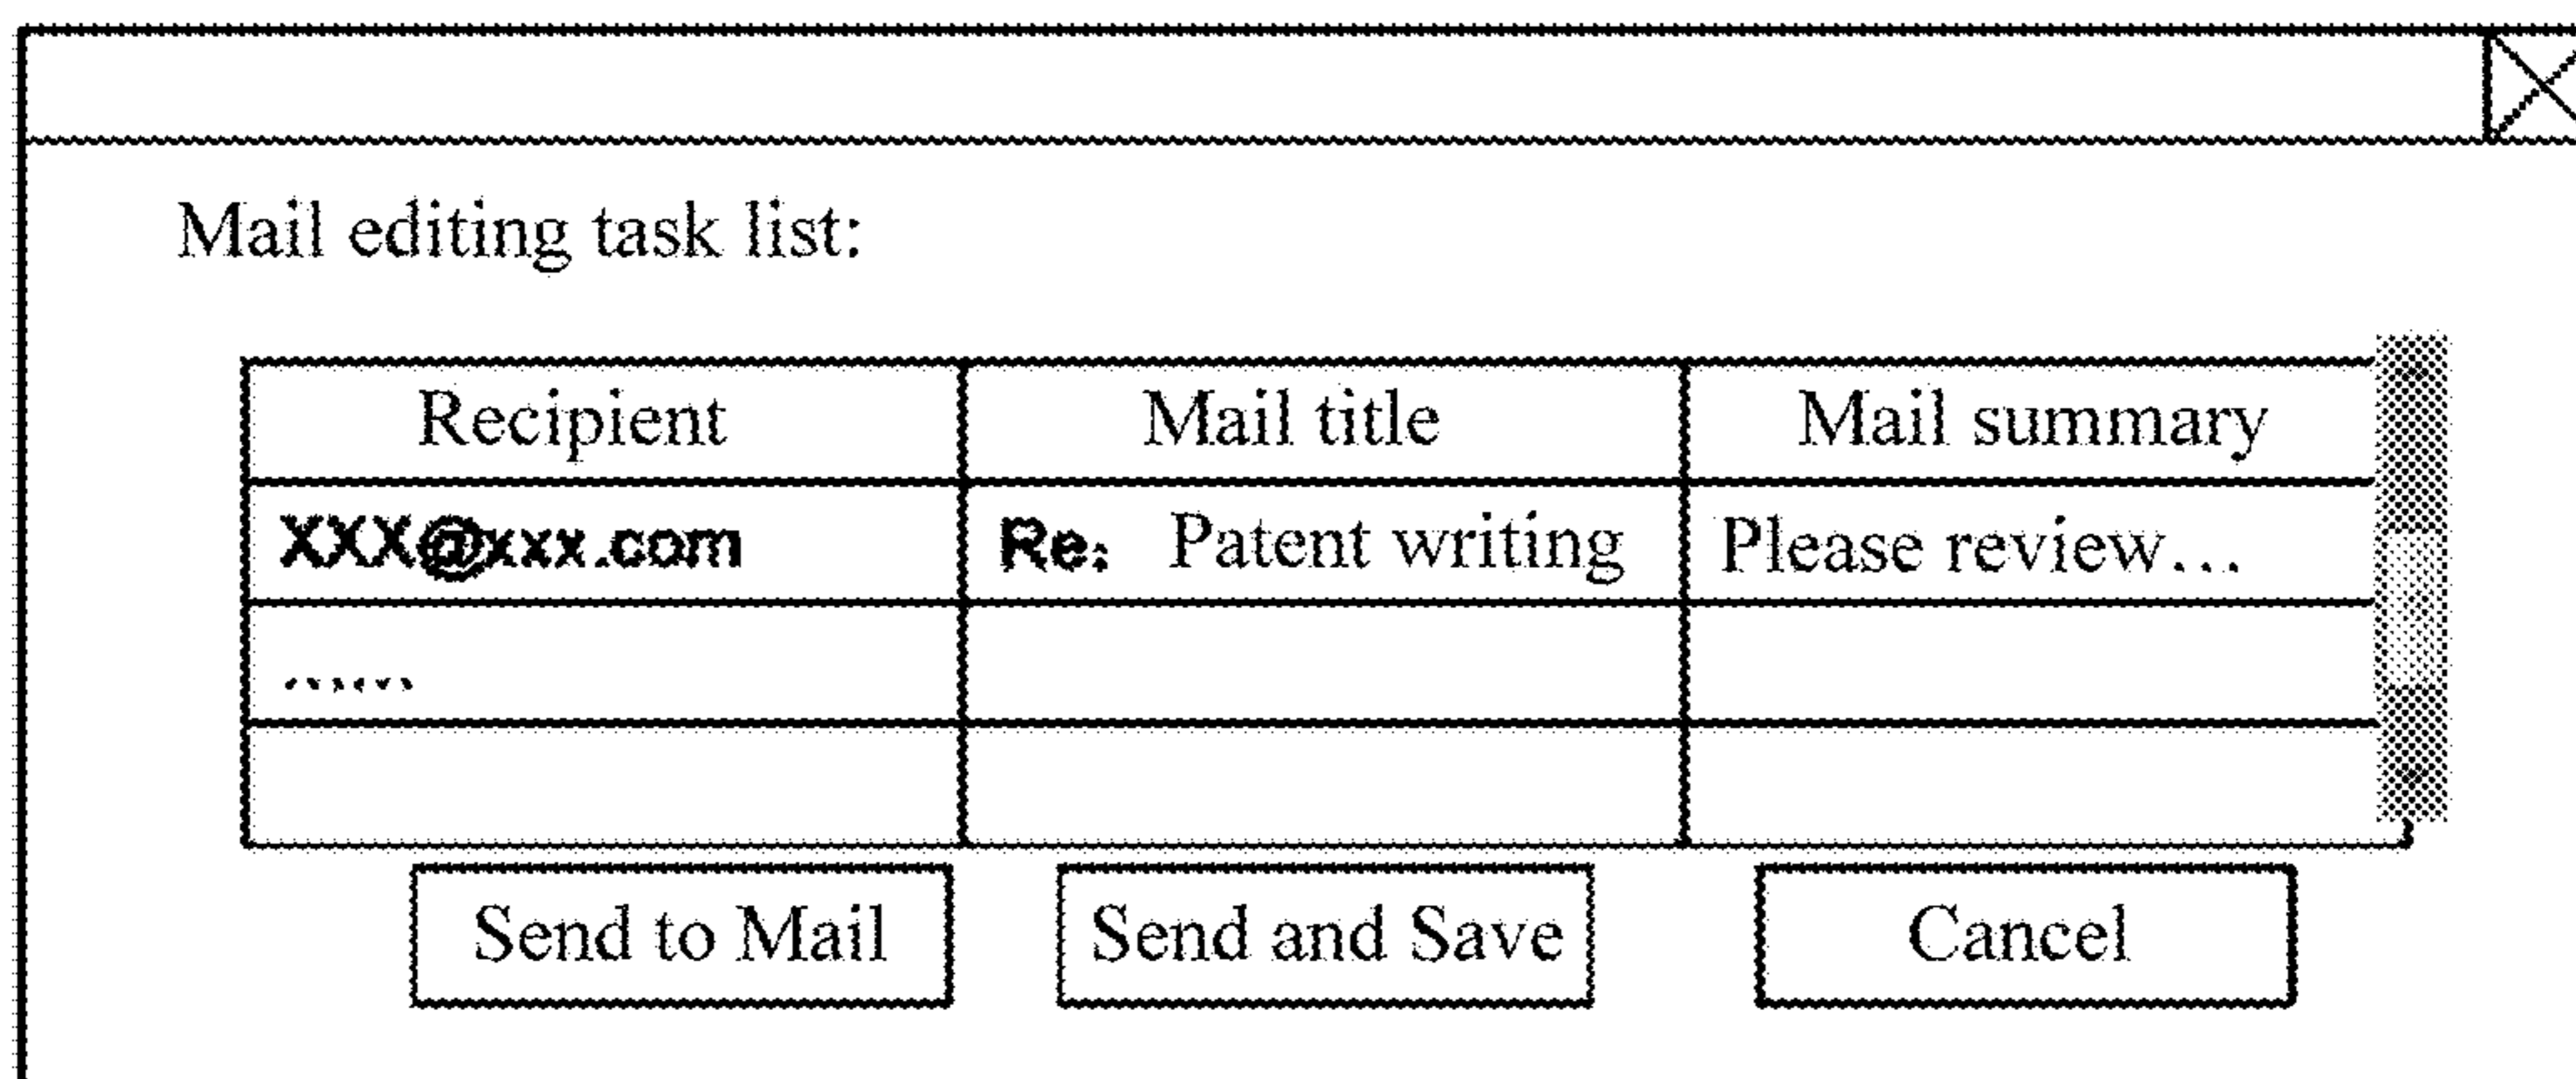 Mail editing task list:
Recipient Mail title Mail summary
XXX@xxx.com Re: Patent writing Please review...
......
Send to Mail Send and Save Cancel